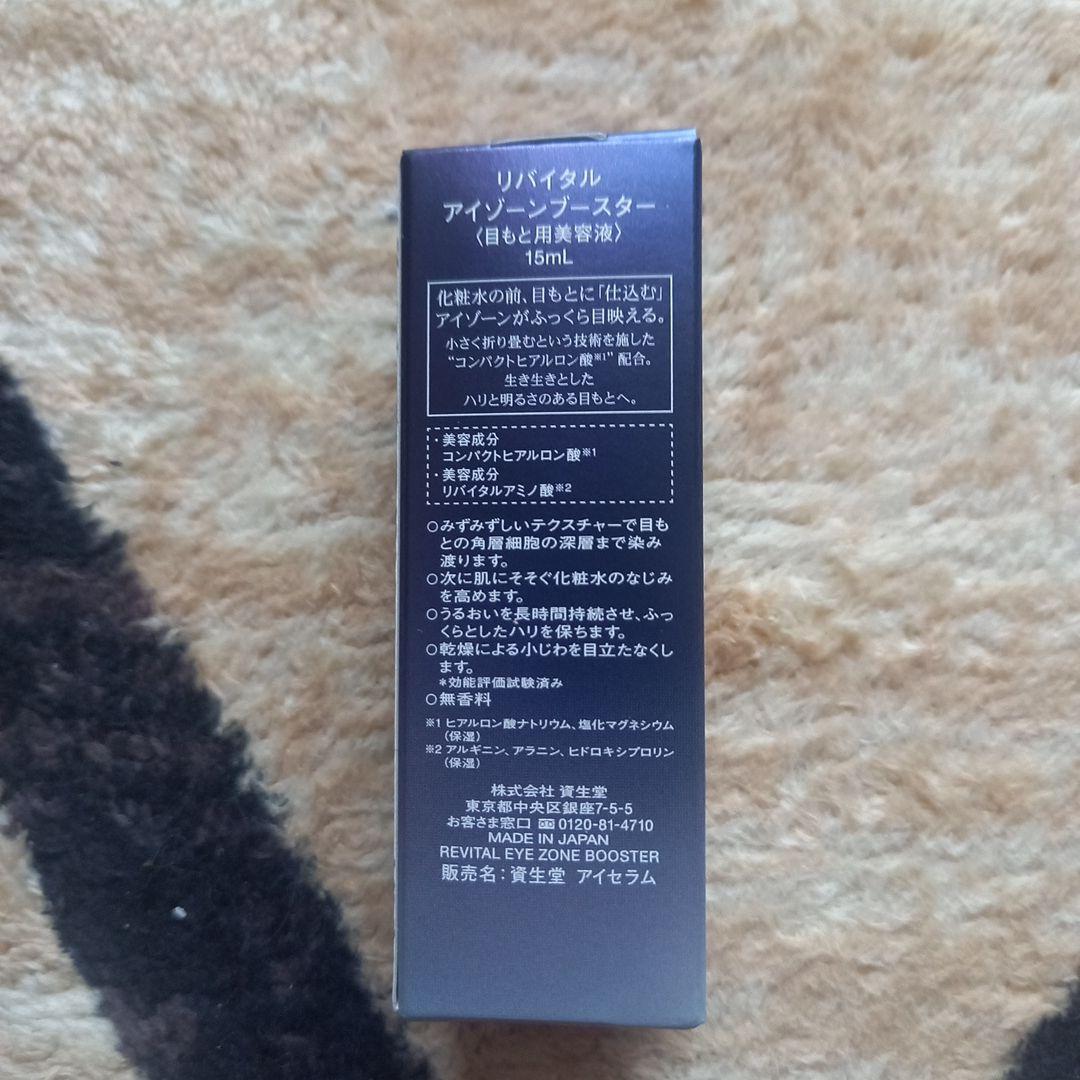 リバイタル
アイゾーンブースター
〈目もと用美容液〉
15mL
化粧水の前、目もとに「仕込む」
アイゾーンがふっくら目映える。
小さく折り畳むという技術を施した
“コンパクトヒアルロン酸※1”配合。
生き生きとした
ハリと明るさのある目もとへ。
・美容成分
コンパクトヒアルロン酸※1
・美容成分
リバイタルアミノ酸※2
○みずみずしいテクスチャーで目も
との角層細胞の深層まで染み
渡ります。
○次に肌にそそぐ化粧水のなじみ
を高めます。
○うるおいを長時間持続させ、ふっ
くらとしたハリを保ちます。
○乾燥による小じわを目立たなくし
ます。
*効能評価試験済み
○無香料
※1 ヒアルロン酸ナトリウム、塩化マグネシウム
(保湿)
※2 アルギニン、アラニン、ヒドロキシプロリン
(保湿)
株式会社 資生堂
東京都中央区銀座7-5-5
お客さま窓口 0120-81-4710
MADE IN JAPAN
REVITAL EYE ZONE BOOSTER
販売名：資生堂 アイセラム